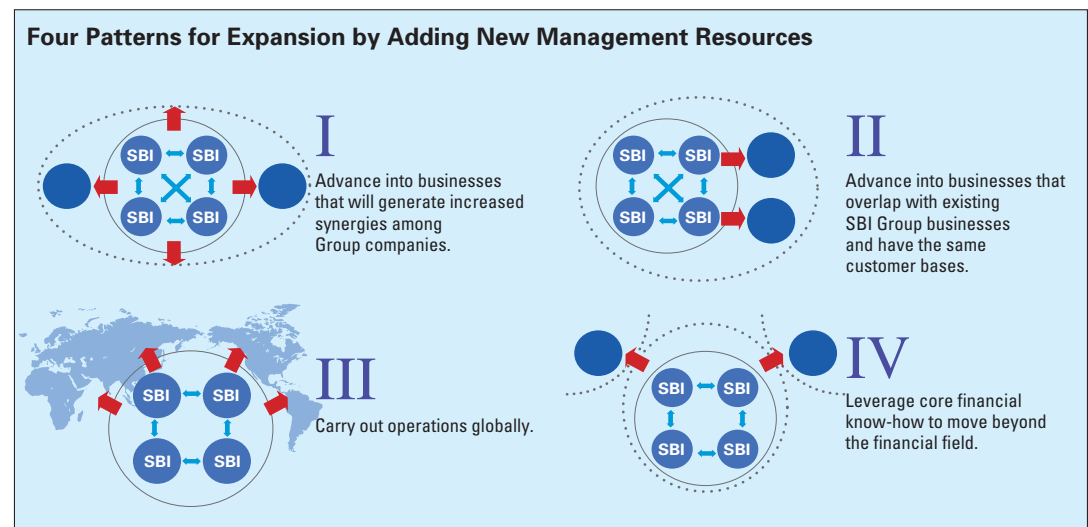 Four Patterns for Expansion by Adding New Management Resources
SBI SBI
SBI SBI
I
Advance into businesses
that will generate increased
synergies among
Group companies.
SBI SBI
SBI SBI
II
Advance into businesses that
overlap with existing
SBI Group businesses
and have the same
customer bases.
SBI SBI
SBI SBI
III
Carry out operations globally.
SBI SBI
SBI SBI
IV
Leverage core financial
know-how to move beyond
the financial field.